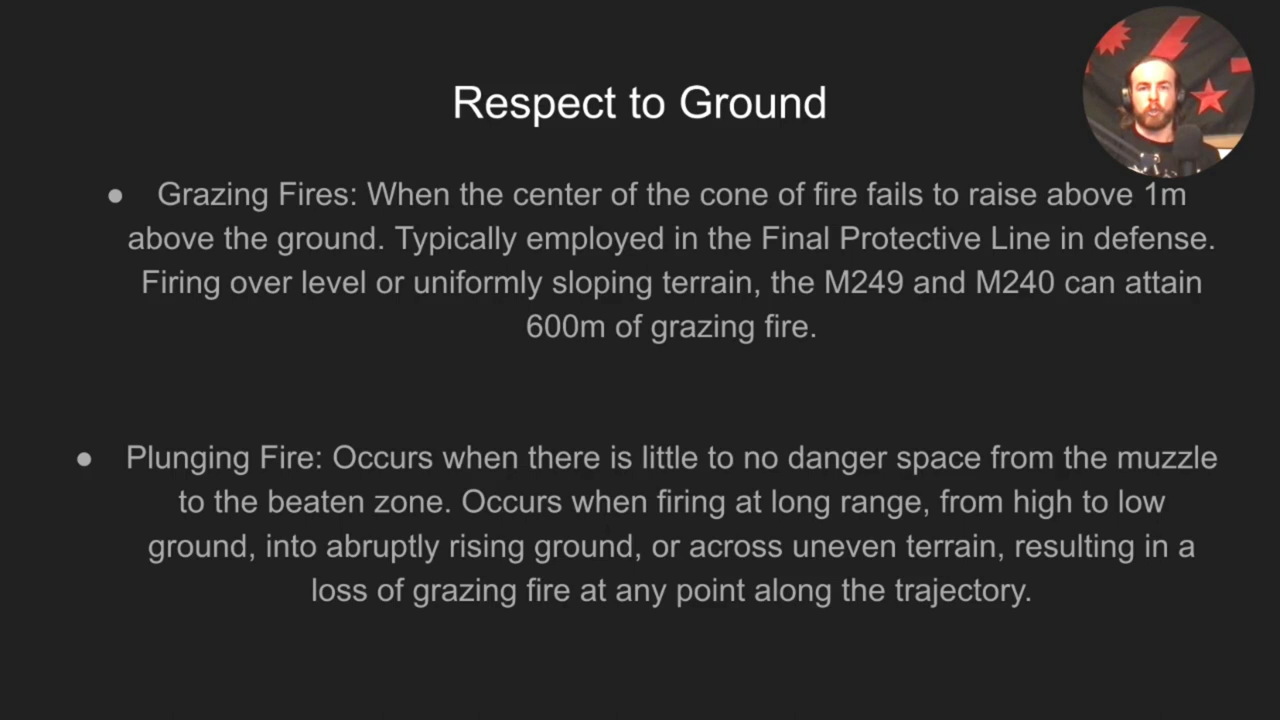 Respect to Ground
● Grazing Fires: When the center of the cone of fire fails to raise above 1m
above the ground. Typically employed in the Final Protective Line in defense.
Firing over level or uniformly sloping terrain, the M249 and M240 can attain
600m of grazing fire.
● Plunging Fire: Occurs when there is little to no danger space from the muzzle
to the beaten zone. Occurs when firing at long range, from high to low
ground, into abruptly rising ground, or across uneven terrain, resulting in a
loss of grazing fire at any point along the trajectory.